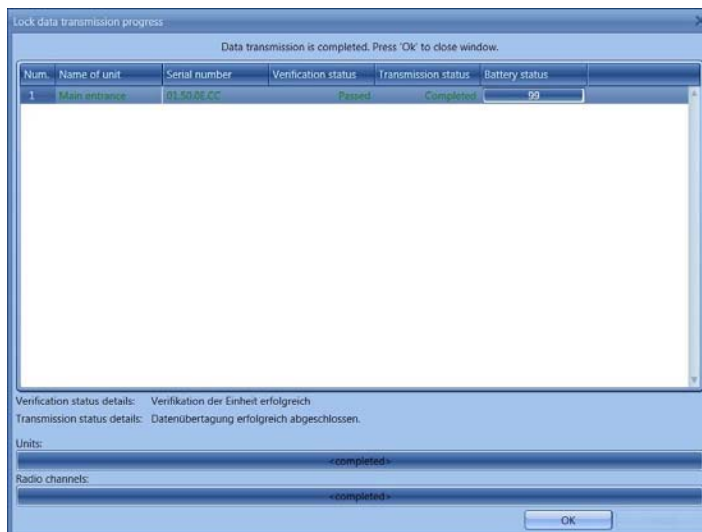 Lock data transmission progress
Data transmission is completed. Press 'Ok' to close window.
Num. Name of unit Serial number Verification status Transmission status Battery status
1 Main entrance 01.50.0E.CC Passed Completed 99
Verification status details: Verifikation der Einheit erfolgreich
Transmission status details: Datenübertagung erfolgreich abgeschlossen.
Units:
<completed>
Radio channels:
<completed>
OK